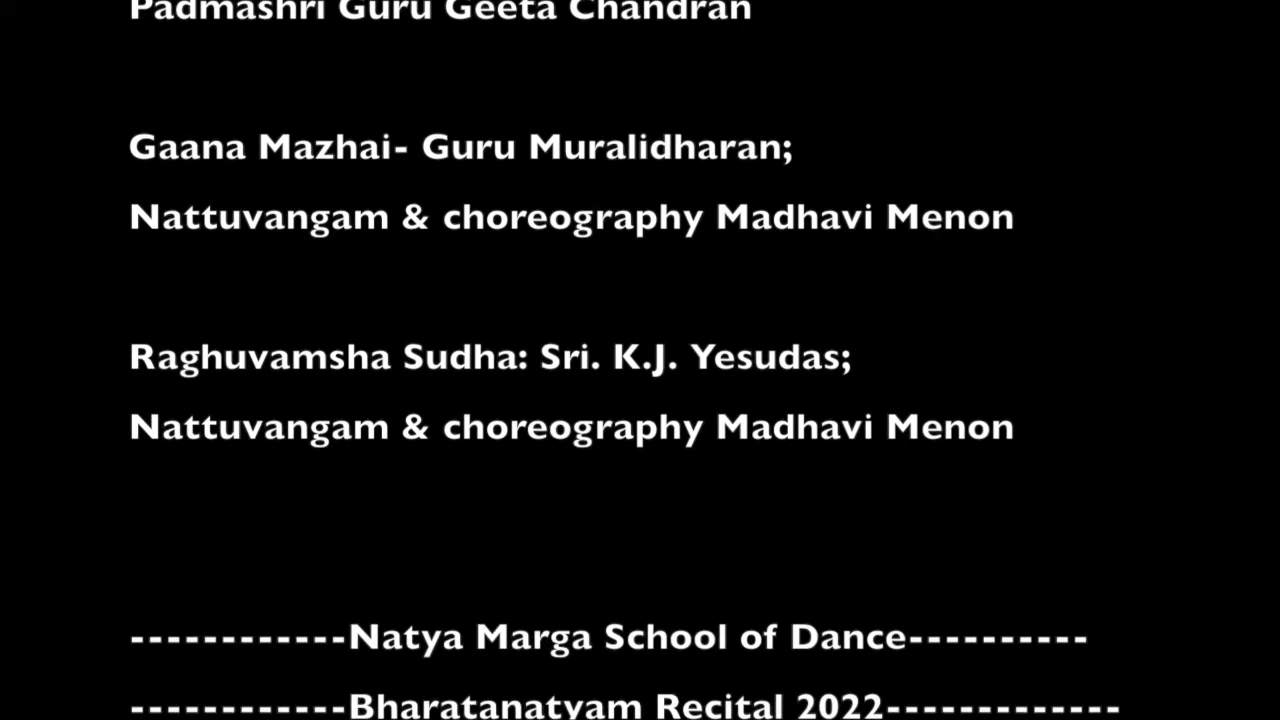 Padmashri Guru Geeta Chandran
Gaana Mazhai- Guru Muralidharan;
Nattuvangam & choreography Madhavi Menon
Raghuvamsha Sudha: Sri. K.J. Yesudas;
Nattuvangam & choreography Madhavi Menon
------------Natya Marga School of Dance----------
------------Bharatanatyam Recital 2022-------------